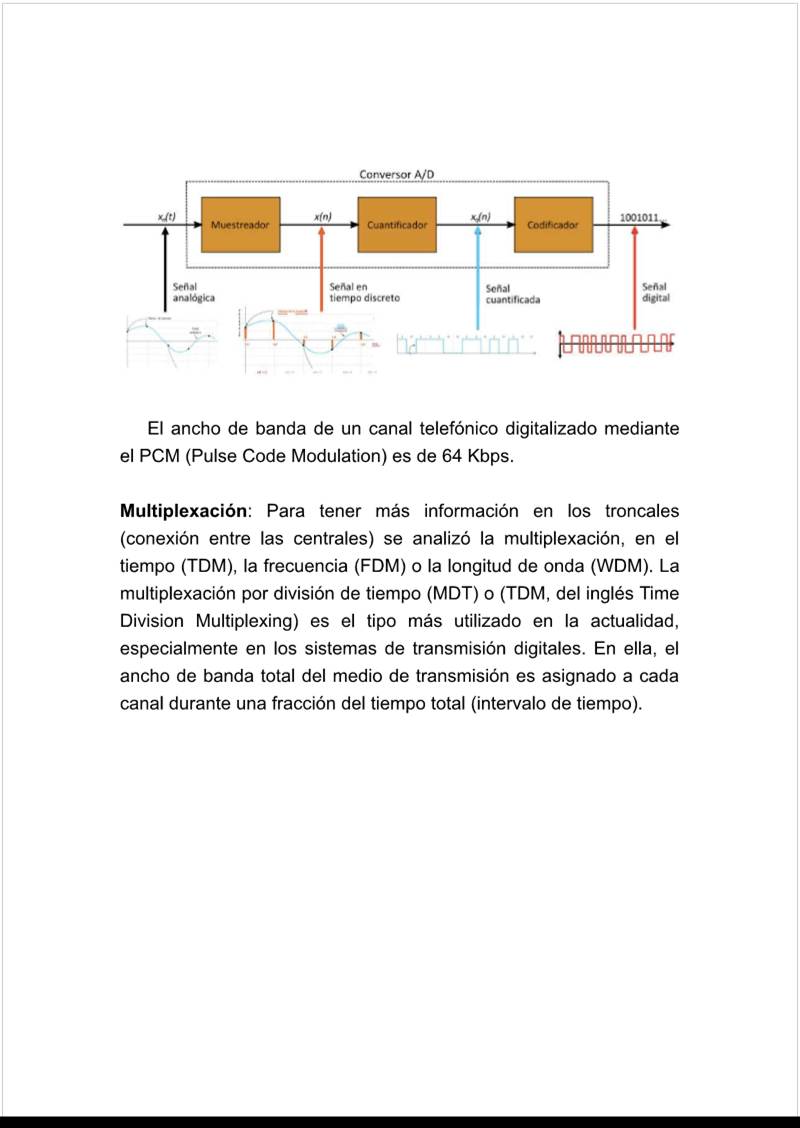 Conversor A/D
xₐ(t)
x(n)
1001011...
Muestreador
Cuantificador
Codificador
Señal
analógica
Señal en
tiempo discreto
Señal
cuantificada
Señal
digital
El ancho de banda de un canal telefónico digitalizado mediante
el PCM (Pulse Code Modulation) es de 64 Kbps.
Multiplexación: Para tener más información en los troncales
(conexión entre las centrales) se analizó la multiplexación, en el
tiempo (TDM), la frecuencia (FDM) o la longitud de onda (WDM). La
multiplexación por división de tiempo (MDT) o (TDM, del inglés Time
Division Multiplexing) es el tipo más utilizado en la actualidad,
especialmente en los sistemas de transmisión digitales. En ella, el
ancho de banda total del medio de transmisión es asignado a cada
canal durante una fracción del tiempo total (intervalo de tiempo).